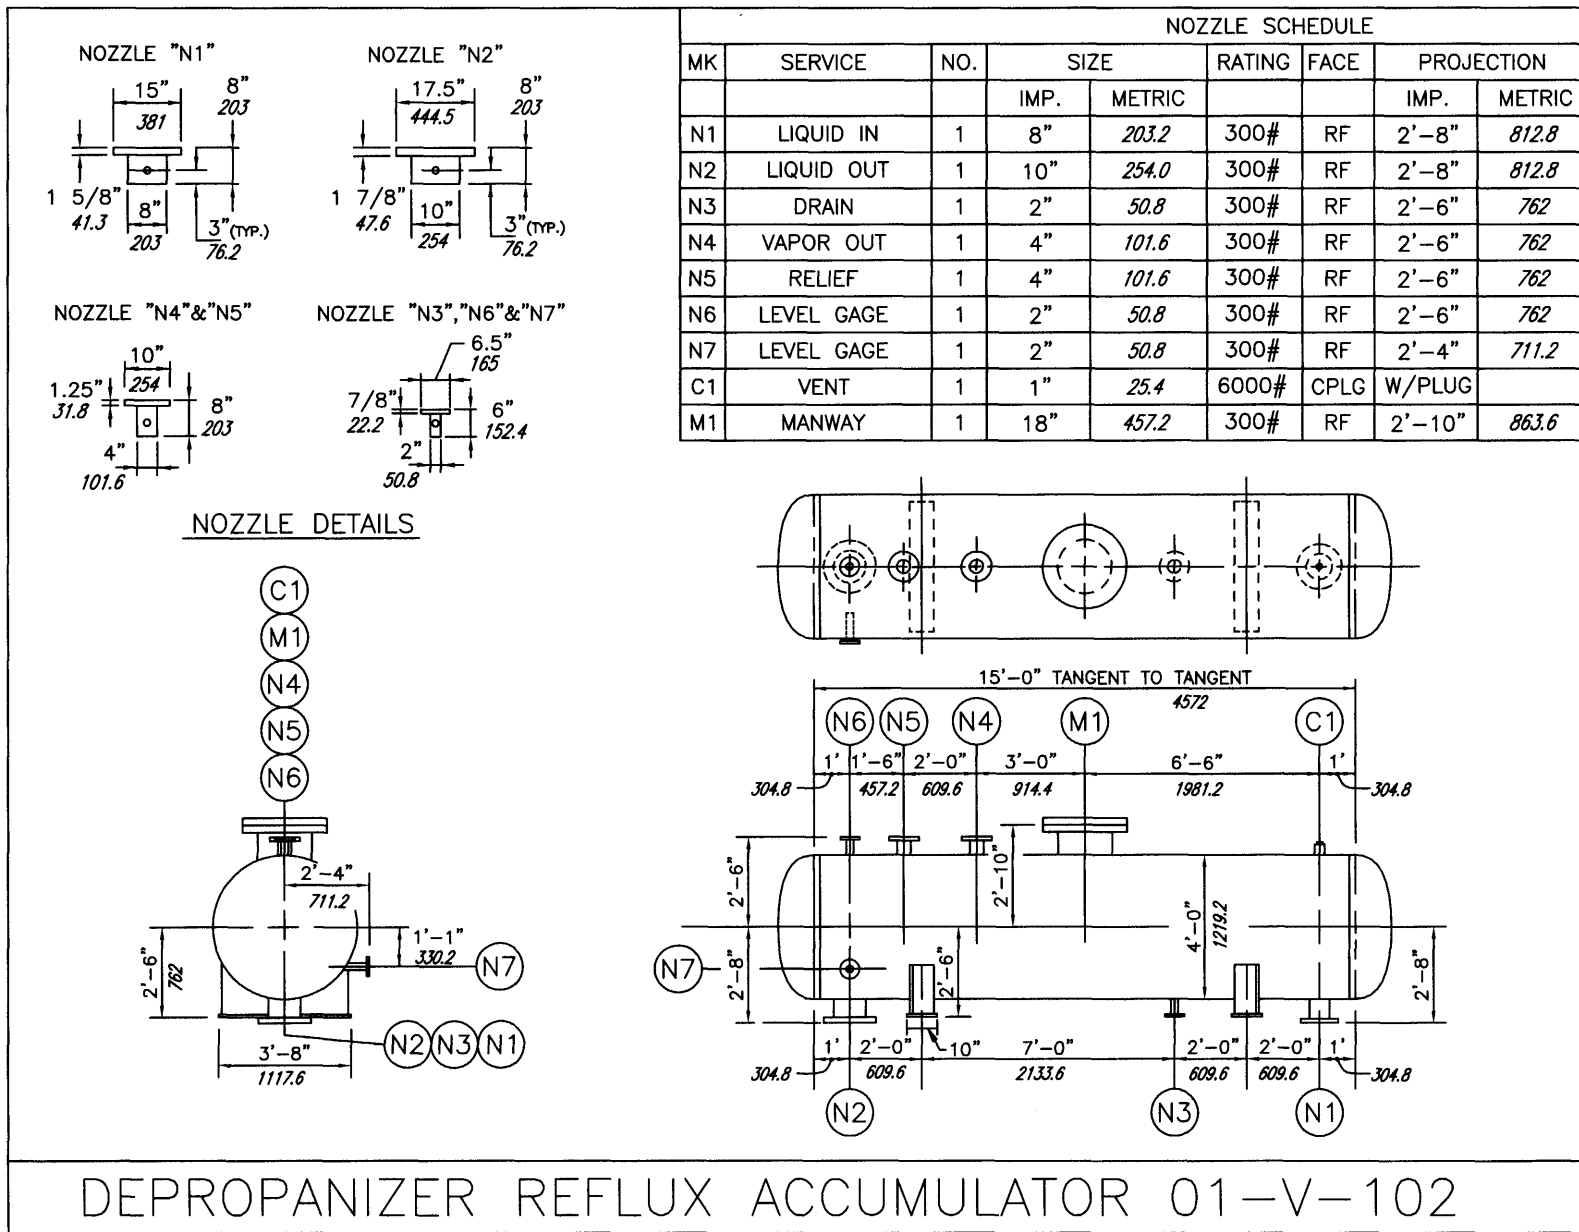 NOZZLE "N1"
15"
381
8"
203
1 5/8"
41.3
8"
203
3" (TYP.)
76.2
NOZZLE "N2"
17.5"
444.5
8"
203
1 7/8"
47.6
10"
254
3" (TYP.)
76.2
NOZZLE "N4"&"N5"
10"
254
1.25"
31.8
8"
203
4"
101.6
NOZZLE "N3","N6"&"N7"
6.5"
165
7/8"
22.2
6"
152.4
2"
50.8
NOZZLE DETAILS
NOZZLE SCHEDULE
MK SERVICE NO. SIZE RATING FACE PROJECTION
IMP. METRIC IMP. METRIC
N1 LIQUID IN 1 8" 203.2 300# RF 2'-8" 812.8
N2 LIQUID OUT 1 10" 254.0 300# RF 2'-8" 812.8
N3 DRAIN 1 2" 50.8 300# RF 2'-6" 762
N4 VAPOR OUT 1 4" 101.6 300# RF 2'-6" 762
N5 RELIEF 1 4" 101.6 300# RF 2'-6" 762
N6 LEVEL GAGE 1 2" 50.8 300# RF 2'-6" 762
N7 LEVEL GAGE 1 2" 50.8 300# RF 2'-4" 711.2
C1 VENT 1 1" 25.4 6000# CPLG W/PLUG
M1 MANWAY 1 18" 457.2 300# RF 2'-10" 863.6
C1
M1
N4
N5
N6
2'-4"
711.2
1'-1"
330.2
2'-6"
762
N7
N2 N3 N1
3'-8"
1117.6
15'-0" TANGENT TO TANGENT
4572
N6 N5 N4 M1 C1
1' 1'-6" 2'-0" 3'-0" 6'-6" 1'
304.8 457.2 609.6 914.4 1981.2 304.8
2'-6"
2'-10"
4'-0"
1219.2
N7
2'-8"
2'-6"
2'-8"
1' 2'-0" 10" 7'-0" 2'-0" 2'-0" 1'
304.8 609.6 2133.6 609.6 609.6 304.8
N2 N3 N1
DEPROPANIZER REFLUX ACCUMULATOR 01-V-102